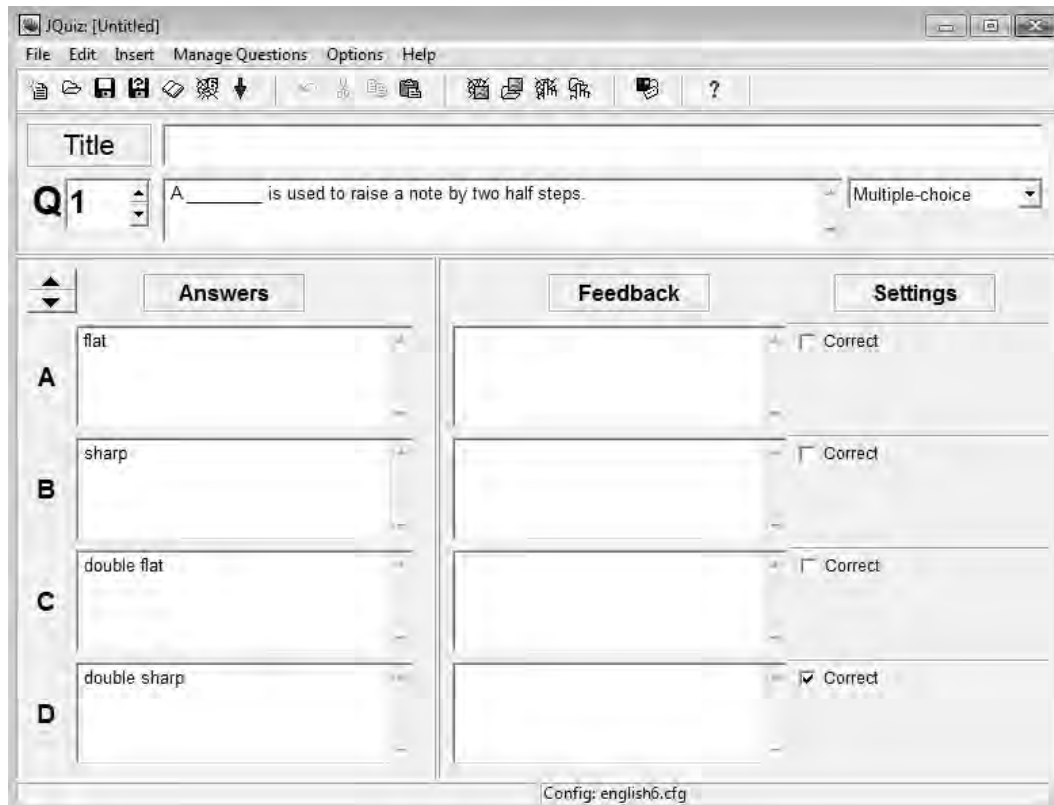 JQuiz: [Untitled]
File Edit Insert Manage Questions Options Help
?
Title
Q 1 A ________ is used to raise a note by two half steps. Multiple-choice
Answers Feedback Settings
A flat Correct
B sharp Correct
C double flat Correct
D double sharp Correct
Config: english6.cfg